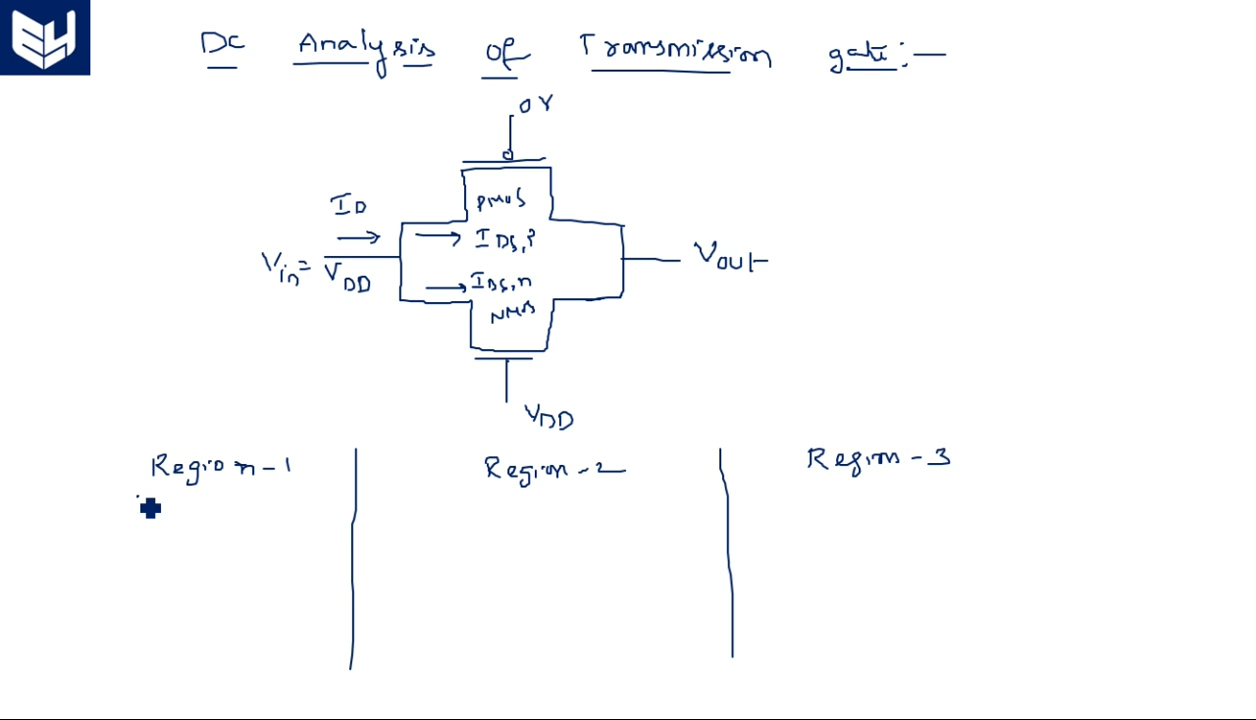 DC Analysis of Transmission gate:-
0V
ID
PMOS
IDS,P
Vin= VDD
Vout
IDS,n
NMOS
VDD
Region-1 Region-2 Region-3